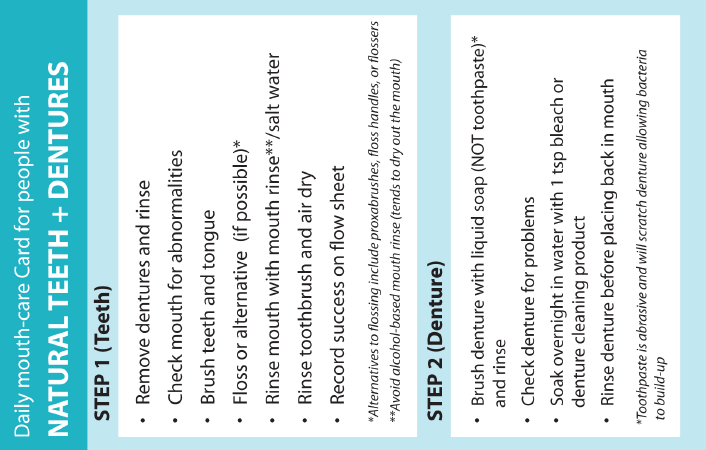 Daily mouth-care Card for people with
NATURAL TEETH + DENTURES
STEP 1 (Teeth)
• Remove dentures and rinse
• Check mouth for abnormalities
• Brush teeth and tongue
• Floss or alternative (if possible)*
• Rinse mouth with mouth rinse**/salt water
• Rinse toothbrush and air dry
• Record success on flow sheet
*Alternatives to flossing include proxabrushes, floss handles, or flossers
**Avoid alcohol-based mouth rinse (tends to dry out the mouth)
STEP 2 (Denture)
• Brush denture with liquid soap (NOT toothpaste)*
and rinse
• Check denture for problems
• Soak overnight in water with 1 tsp bleach or
denture cleaning product
• Rinse denture before placing back in mouth
*Toothpaste is abrasive and will scratch denture allowing bacteria
to build-up